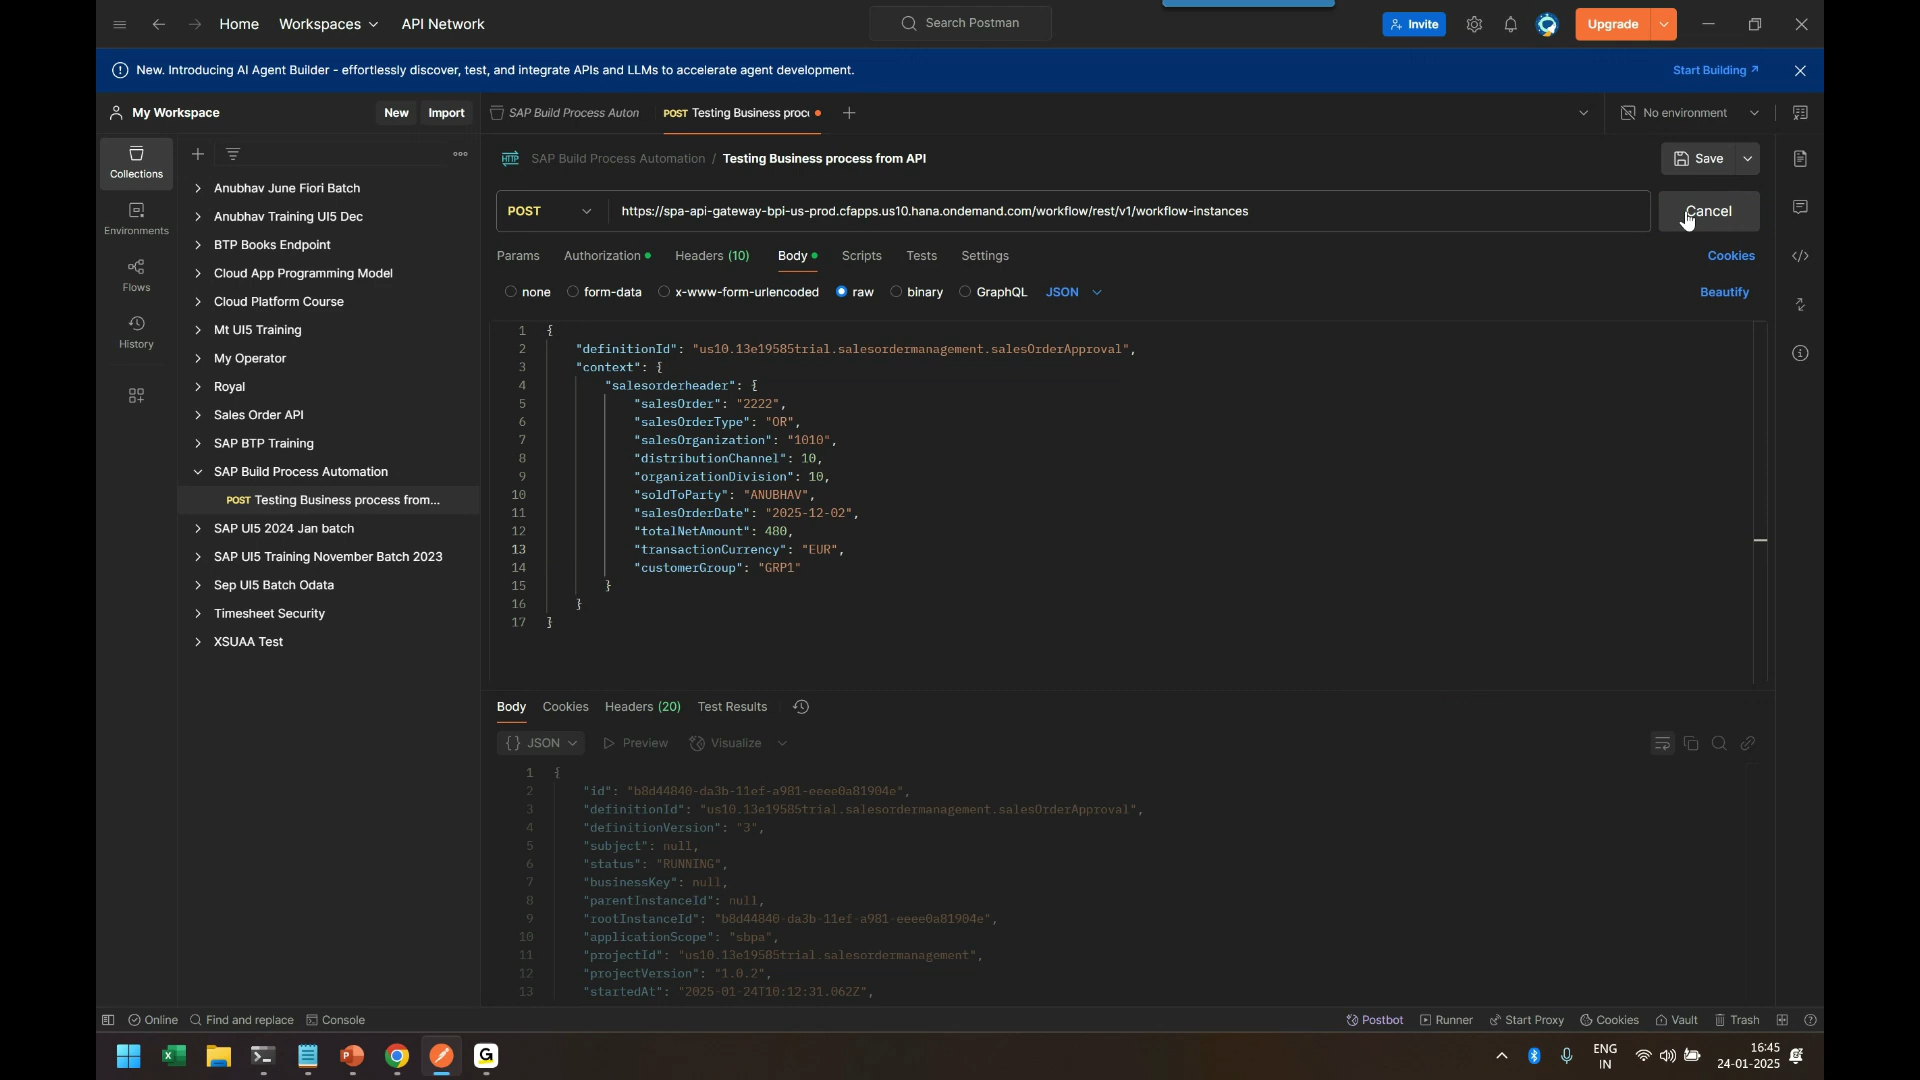 Home
Workspaces
API Network
Search Postman
Invite
Upgrade
New. Introducing AI Agent Builder - effortlessly discover, test, and integrate APIs and LLMs to accelerate agent development.
Start Building
My Workspace
New
Import
SAP Build Process Auton
POST Testing Business proc
No environment
Collections
Environments
Flows
History
Anubhav June Fiori Batch
Anubhav Training UI5 Dec
BTP Books Endpoint
Cloud App Programming Model
Cloud Platform Course
Mt UI5 Training
My Operator
Royal
Sales Order API
SAP BTP Training
SAP Build Process Automation
POST Testing Business process from...
SAP UI5 2024 Jan batch
SAP UI5 Training November Batch 2023
Sep UI5 Batch Odata
Timesheet Security
XSUAA Test
HTTP SAP Build Process Automation / Testing Business process from API
Save
POST
https://spa-api-gateway-bpi-us-prod.cfapps.us10.hana.ondemand.com/workflow/rest/v1/workflow-instances
Cancel
Params Authorization Headers (10) Body Scripts Tests Settings
Cookies
none form-data x-www-form-urlencoded raw binary GraphQL JSON
Beautify
1 {
2 "definitionId": "us10.13e19585trial.salesordermanagement.salesOrderApproval",
3 "context": {
4 "salesorderheader": {
5 "salesOrder": "2222",
6 "salesOrderType": "OR",
7 "salesOrganization": "1010",
8 "distributionChannel": 10,
9 "organizationDivision": 10,
10 "soldToParty": "ANUBHAV",
11 "salesOrderDate": "2025-12-02",
12 "totalNetAmount": 480,
13 "transactionCurrency": "EUR",
14 "customerGroup": "GRP1"
15 }
16 }
17 }
Body Cookies Headers (20) Test Results
{} JSON
Preview
Visualize
1 {
2 "id": "b8d44840-da3b-11ef-a981-eeee0a81904e",
3 "definitionId": "us10.13e19585trial.salesordermanagement.salesOrderApproval",
4 "definitionVersion": "3",
5 "subject": null,
6 "status": "RUNNING",
7 "businessKey": null,
8 "parentInstanceId": null,
9 "rootInstanceId": "b8d44840-da3b-11ef-a981-eeee0a81904e",
10 "applicationScope": "sbpa",
11 "projectId": "us10.13e19585trial.salesordermanagement",
12 "projectVersion": "1.0.2",
13 "startedAt": "2025-01-24T10:12:31.062Z",
Online
Find and replace
Console
Postbot
Runner
Start Proxy
Cookies
Vault
Trash
ENG
IN
16:45
24-01-2025